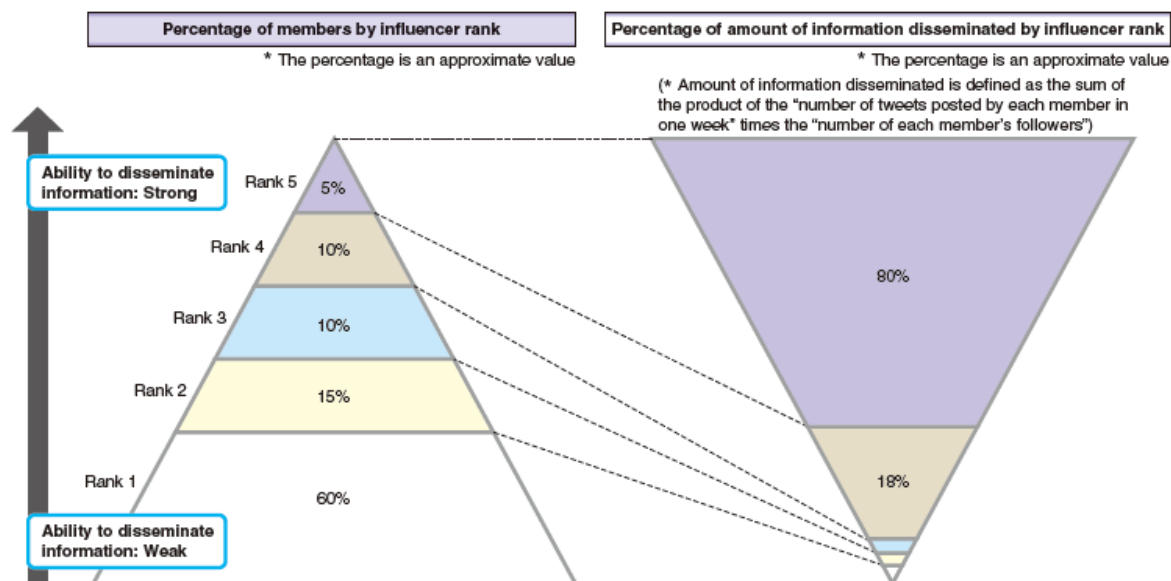 Percentage of members by influencer rank
* The percentage is an approximate value
Percentage of amount of information disseminated by influencer rank
* The percentage is an approximate value
(* Amount of information disseminated is defined as the sum of
the product of the “number of tweets posted by each member in
one week” times the “number of each member’s followers”)
Ability to disseminate
information: Strong
Rank 5
5%
Rank 4
10%
Rank 3
10%
Rank 2
15%
Rank 1
60%
Ability to disseminate
information: Weak
80%
18%